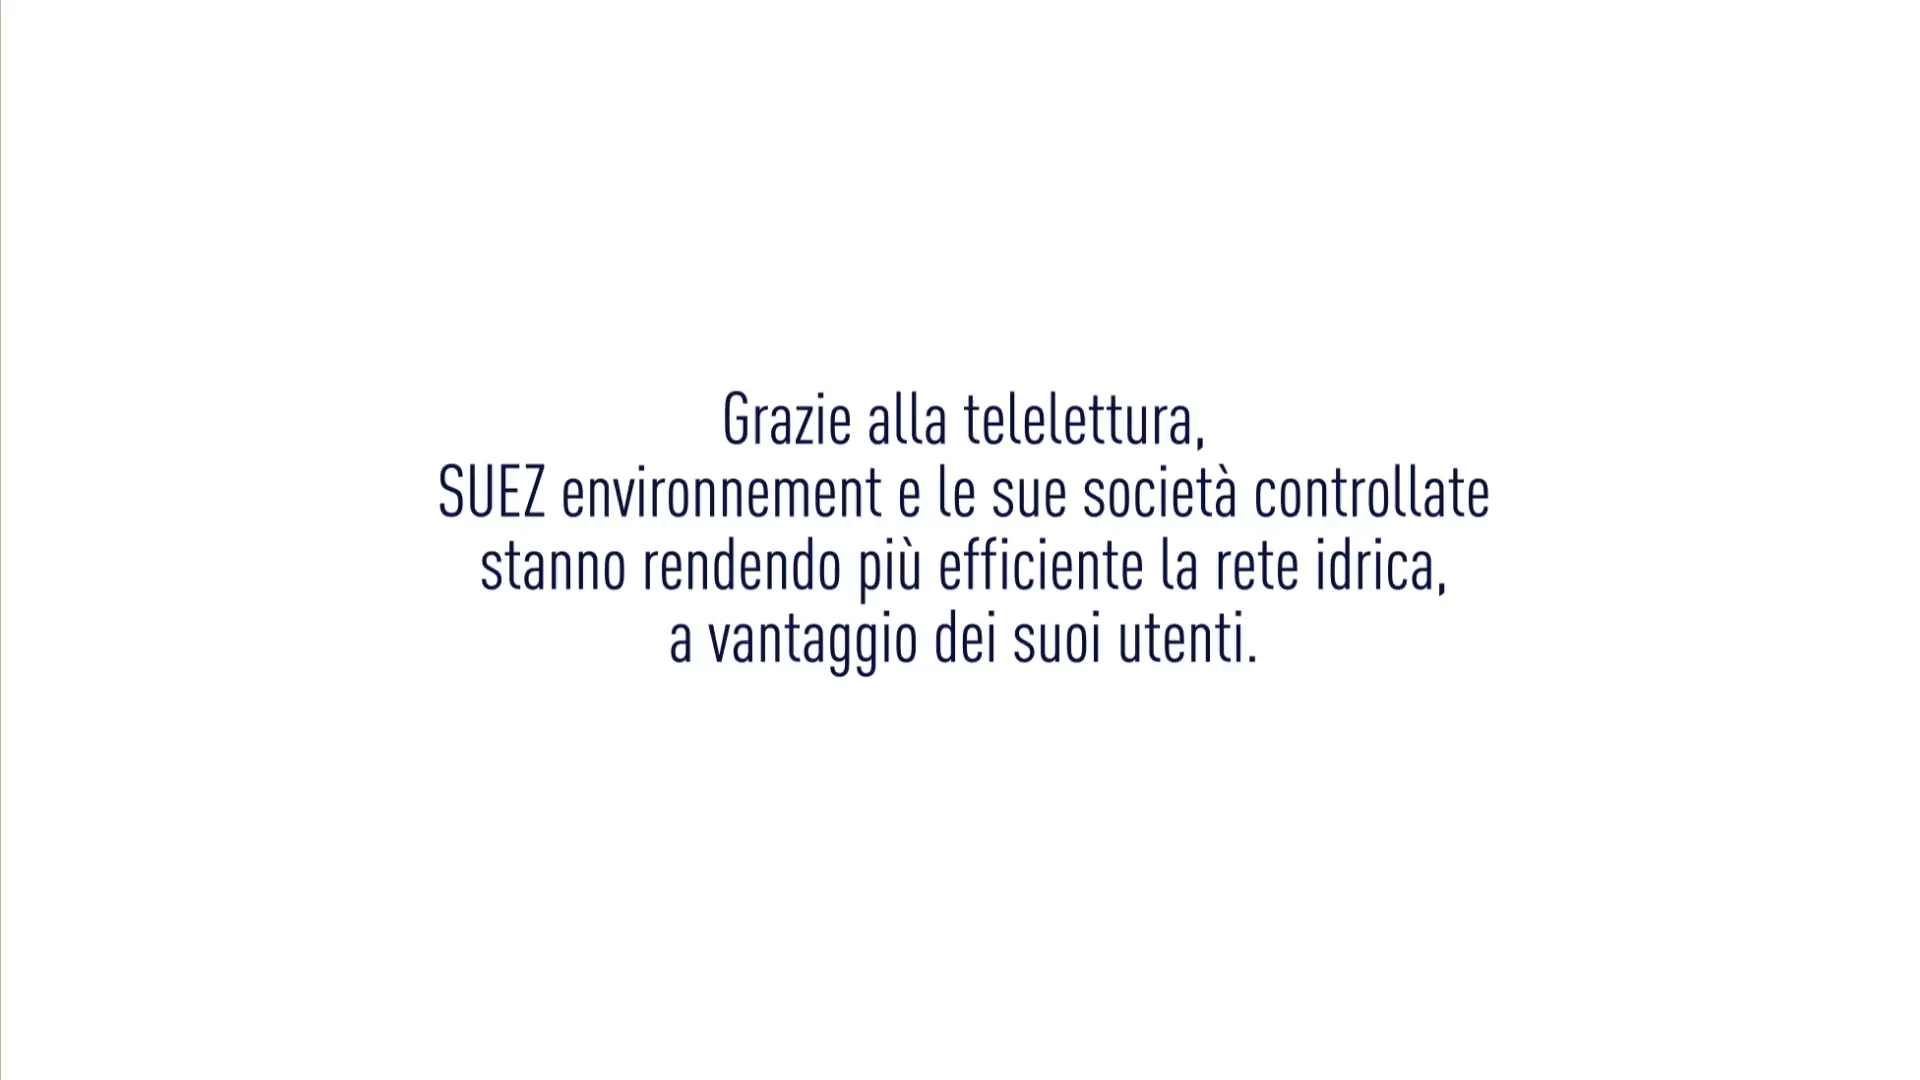 Grazie alla telelettura,
SUEZ environnement e le sue società controllate
stanno rendendo più efficiente la rete idrica,
a vantaggio dei suoi utenti.